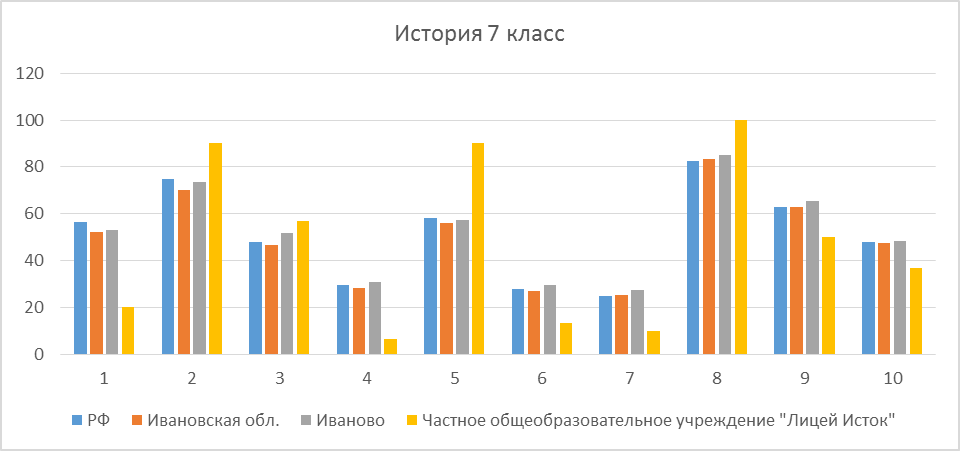 История 7 класс
120
100
80
60
40
20
0
1 2 3 4 5 6 7 8 9 10
РФ Ивановская обл. Иваново Частное общеобразовательное учреждение "Лицей Исток"